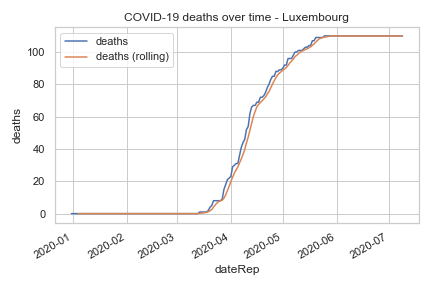 COVID-19 deaths over time - Luxembourg
deaths
deaths (rolling)
deaths
100
80
60
40
20
0
2020-01
2020-02
2020-03
2020-04
2020-05
2020-06
2020-07
dateRep